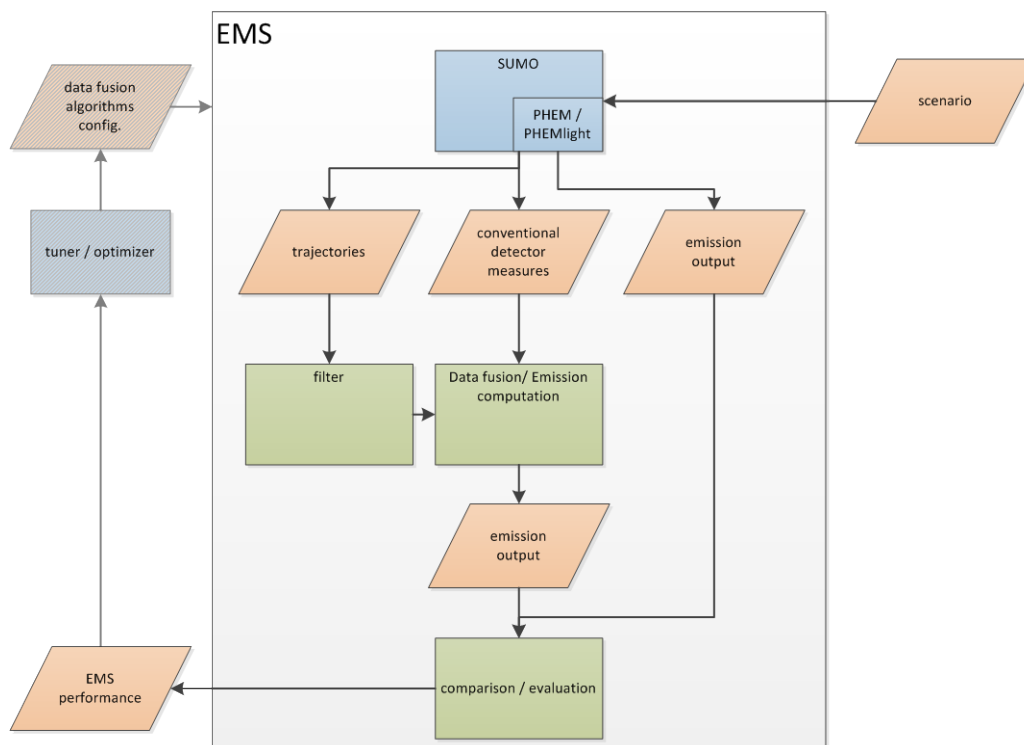 EMS
SUMO
data fusion
algorithms
config.
PHEM /
PHEMlight
scenario
tuner / optimizer
trajectories
conventional
detector
measures
emission
output
filter
Data fusion/ Emission
computation
emission
output
EMS
performance
comparison / evaluation